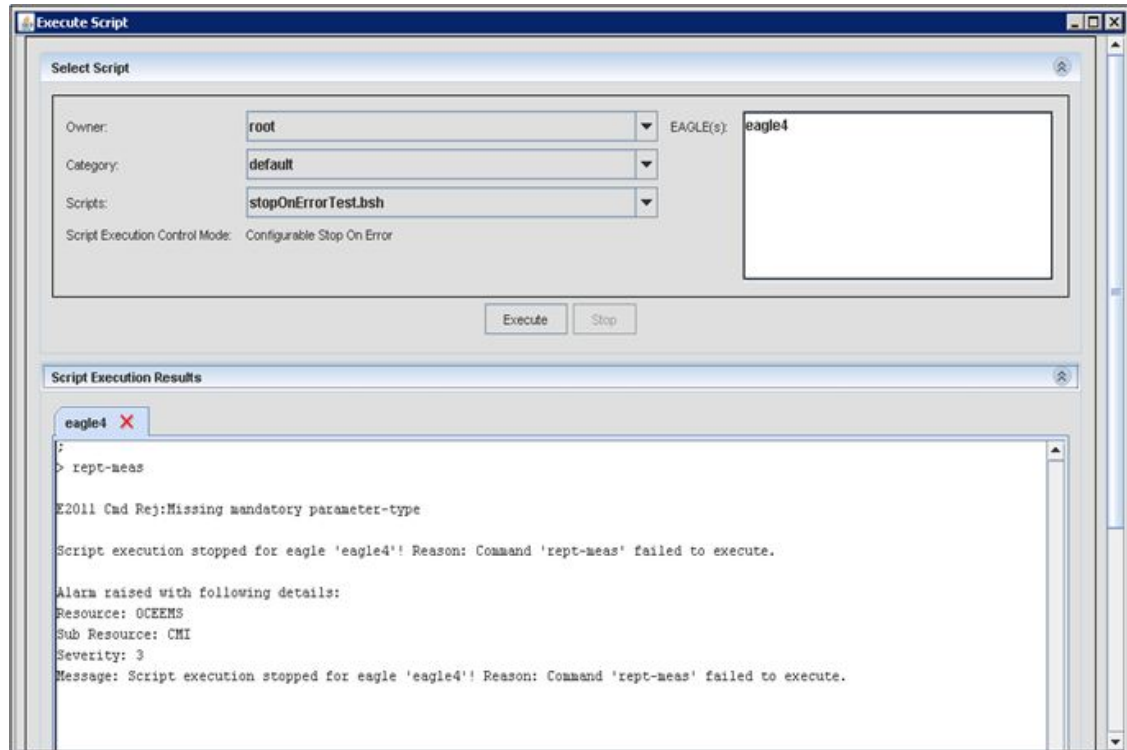 Execute Script
Select Script
Owner: root EAGLE(s): eagle4
Category: default
Scripts: stopOnErrorTest.bsh
Script Execution Control Mode: Configurable Stop On Error
Execute Stop
Script Execution Results
eagle4
;
> rept-meas
E2011 Cmd Rej:Missing mandatory parameter-type
Script execution stopped for eagle 'eagle4'! Reason: Command 'rept-meas' failed to execute.
Alarm raised with following details:
Resource: OCEEMS
Sub Resource: CMI
Severity: 3
Message: Script execution stopped for eagle 'eagle4'! Reason: Command 'rept-meas' failed to execute.